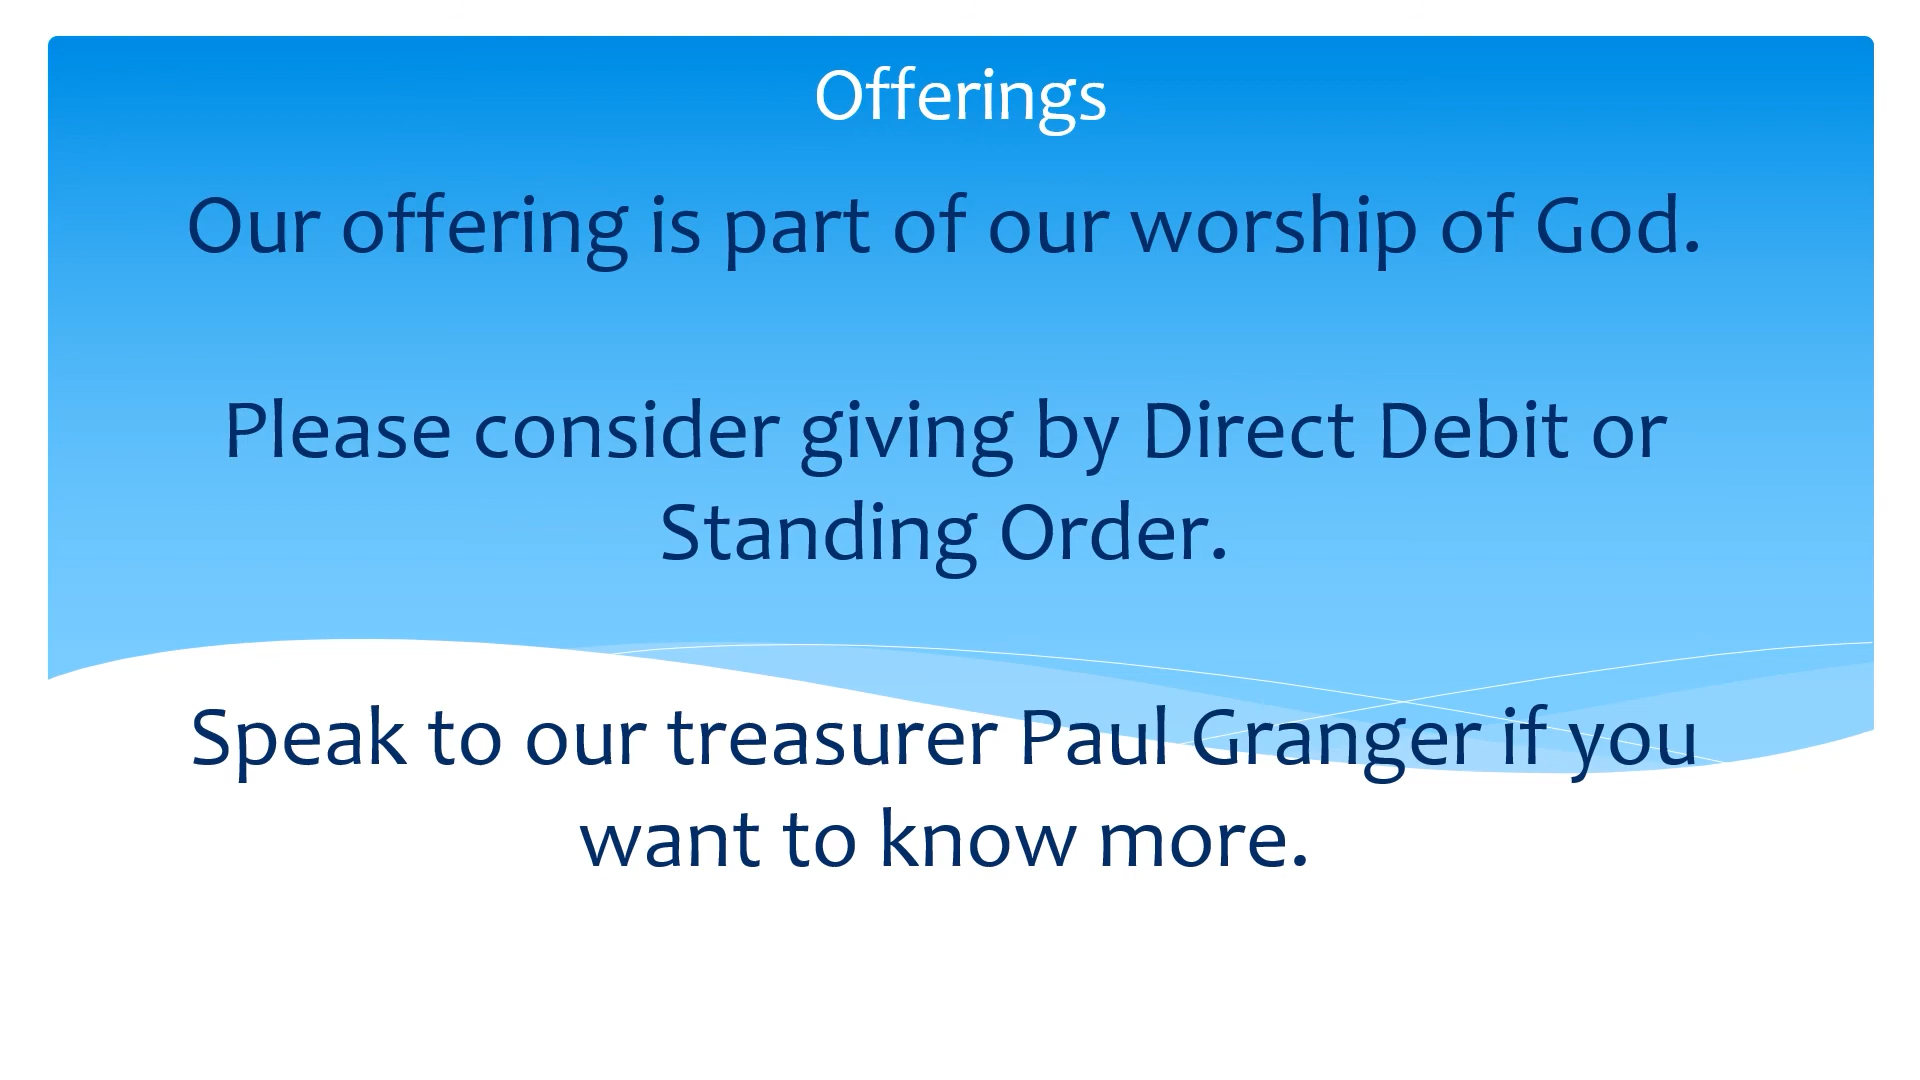 Offerings
Our offering is part of our worship of God.
Please consider giving by Direct Debit or
Standing Order.
Speak to our treasurer Paul Granger if you
want to know more.